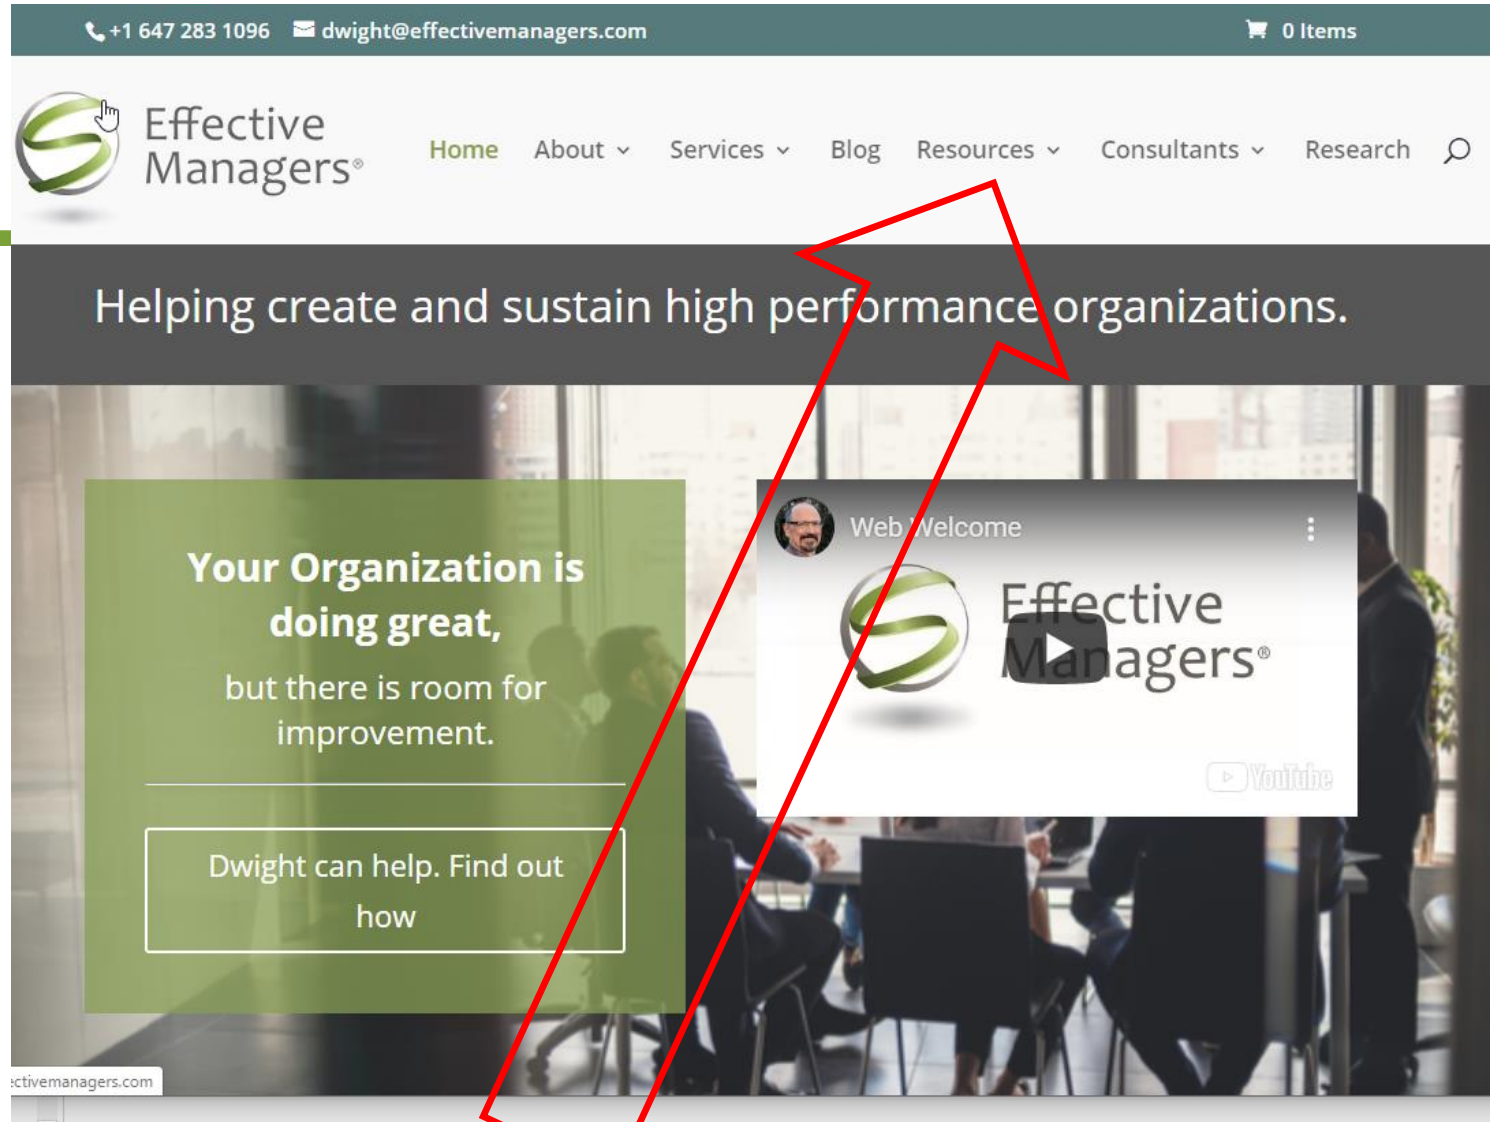 +1 647 283 1096 dwight@effectivemanagers.com 0 Items
Effective
Managers®
Home About Services Blog Resources Consultants Research
Helping create and sustain high performance organizations.
Your Organization is
doing great,
but there is room for
improvement.
Dwight can help. Find out
how
Web Welcome
Effective
Managers®
YouTube
ectivemanagers.com